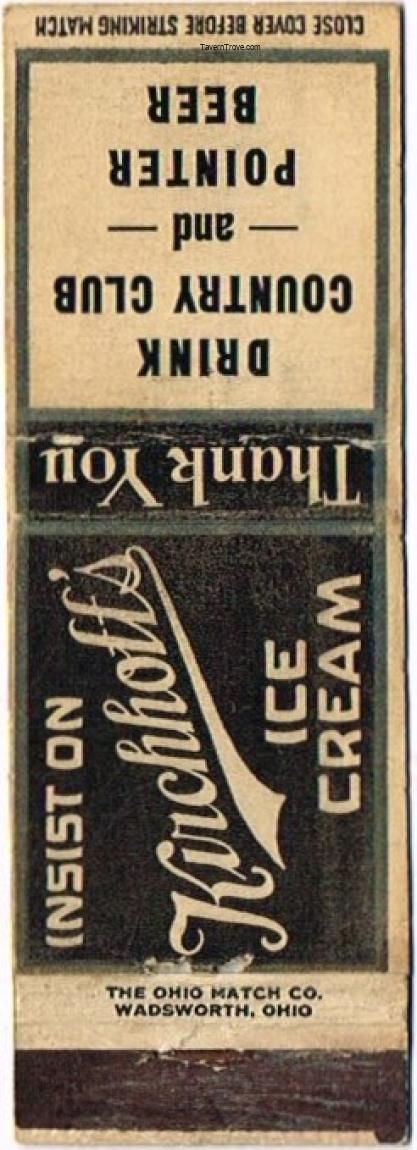 CLOSE COVER BEFORE STRIKING MATCH
TavernTrove.com
DRINK
COUNTRY CLUB
— and —
POINTER
BEER
Thank You
INSIST ON
Kirchhoff's
ICE
CREAM
THE OHIO MATCH CO.
WADSWORTH, OHIO